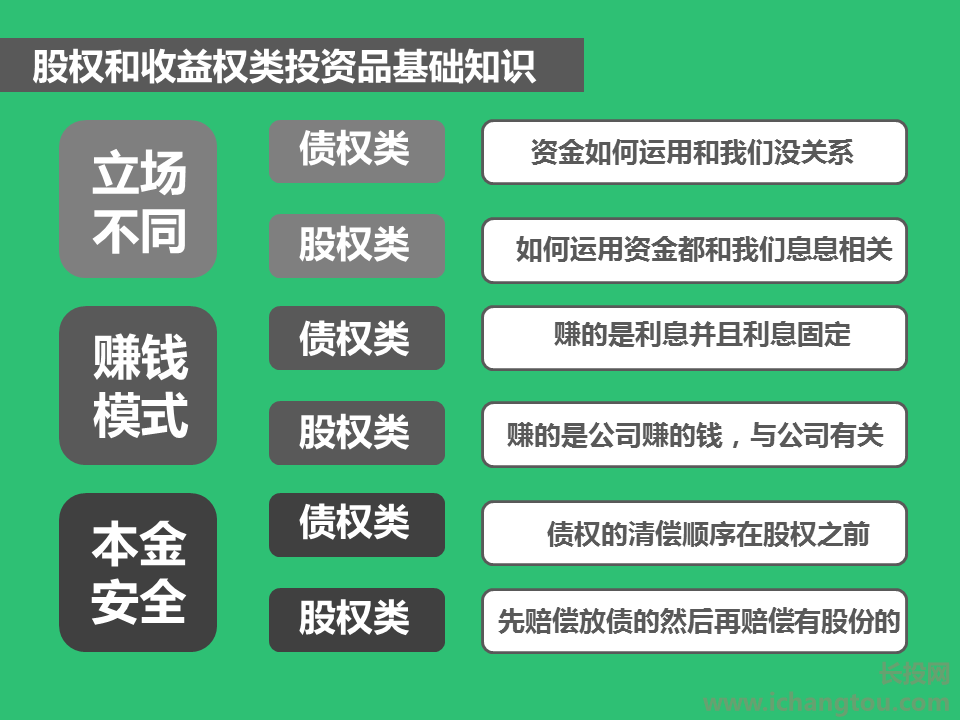 股权和收益权类投资品基础知识
立场
不同
债权类
资金如何运用和我们没关系
股权类
如何运用资金都和我们息息相关
赚钱
模式
债权类
赚的是利息并且利息固定
股权类
赚的是公司赚的钱，与公司有关
本金
安全
债权类
债权的清偿顺序在股权之前
股权类
先赔偿放债的然后再赔偿有股份的
长投网
www.ichangtou.com